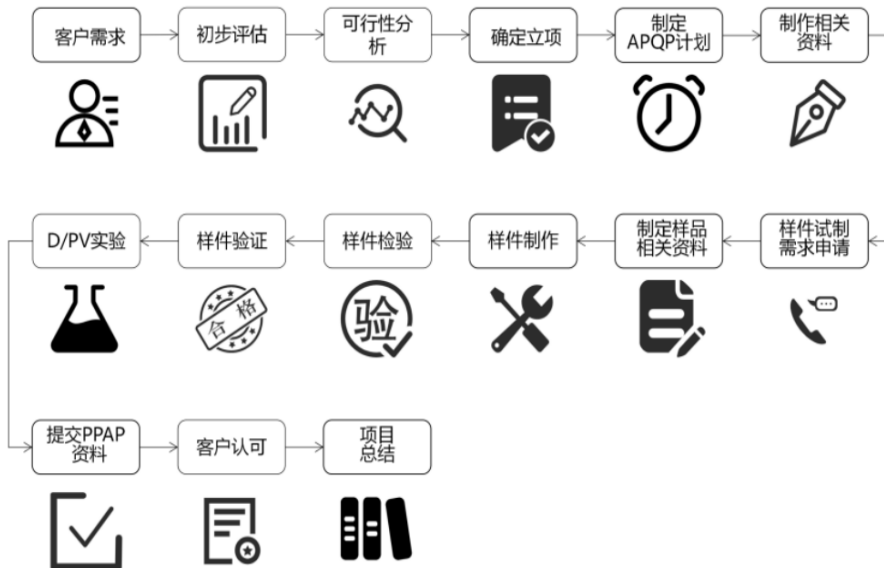 客户需求
初步评估
可行性分
析
确定立项
制定
APQP计划
制作相关
资料
样件试制
需求申请
制定样品
相关资料
样件制作
样件检验
样件验证
D/PV实验
验
合格
提交PPAP
资料
客户认可
项目
总结